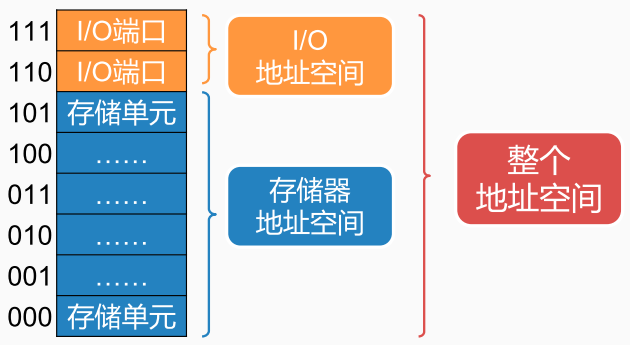 111 I/O端口
110 I/O端口
101 存储单元
100 ……
011 ……
010 ……
001 ……
000 存储单元
I/O
地址空间
存储器
地址空间
整个
地址空间